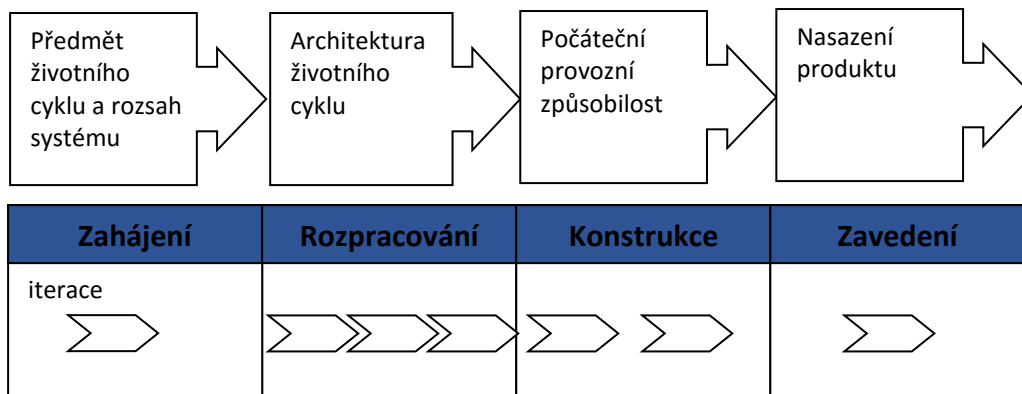 Předmět
životního
cyklu a rozsah
systému
Architektura
životního
cyklu
Počáteční
provozní
způsobilost
Nasazení
produktu
Zahájení
Rozpracování
Konstrukce
Zavedení
iterace